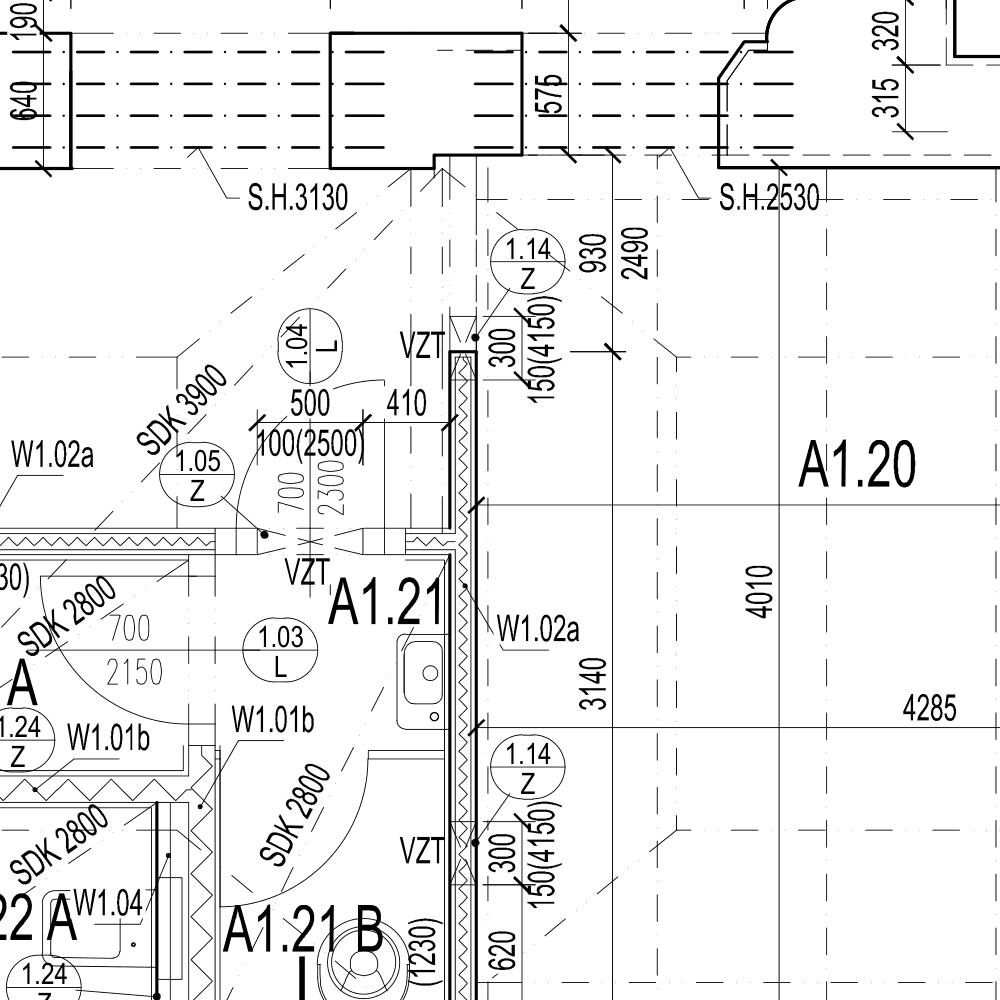 190
640
575
320
315
S.H.3130
S.H.2530
1.14
Z
930
2490
1.04
L
VZT
300
150(4150)
SDK 3900
500
410
100(2500)
W1.02a
1.05
Z
700
2300
A1.20
VZT
A1.21
30)
SDK 2800
700
2150
1.03
L
W1.02a
4010
3140
A
1.24
Z
W1.01b
W1.01b
4285
1.14
Z
SDK 2800
SDK 2800
VZT
300
150(4150)
22 A
W1.04
A1.21 B
(1230)
620
1.24
Z